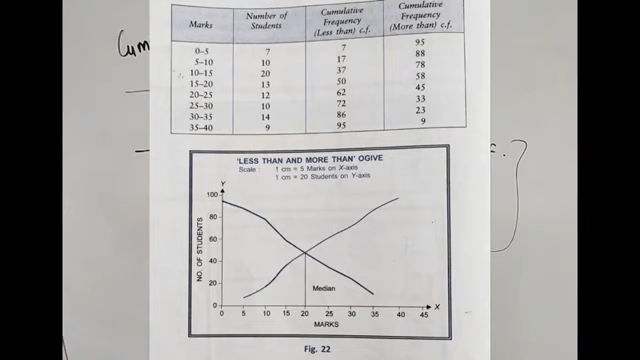 Cum
Marks Number of Students Cumulative Frequency (Less than) c.f. Cumulative Frequency (More than) c.f.
0–5 7 7 95
5–10 10 17 88
10–15 20 37 78
15–20 13 50 58
20–25 12 62 45
25–30 10 72 33
30–35 14 86 23
35–40 9 95 9
c.?
'LESS THAN AND MORE THAN' OGIVE
Scale : 1 cm = 5 Marks on X-axis
1 cm = 20 Students on Y-axis
Y
100
80
60
40
20
0
NO. OF STUDENTS
Median
0 5 10 15 20 25 30 35 40 45 X
MARKS
Fig. 22